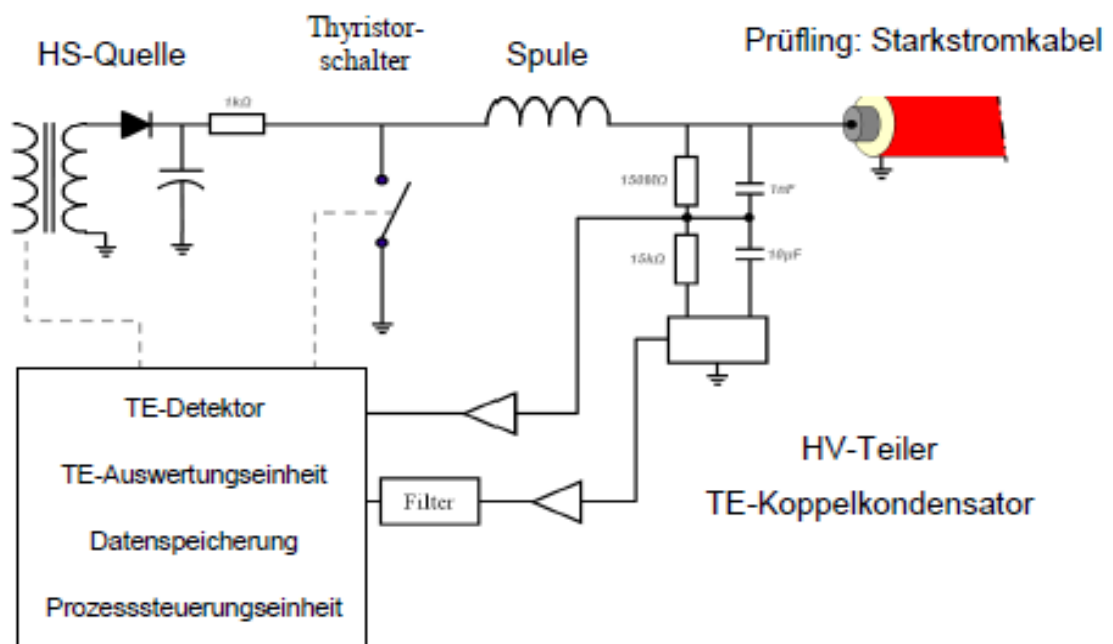 HS-Quelle
Thyristor-
schalter
Spule
Prüfling: Starkstromkabel
1kΩ
150MΩ
1nF
15kΩ
10µF
TE-Detektor
TE-Auswertungseinheit
Filter
Datenspeicherung
Prozesssteuerungseinheit
HV-Teiler
TE-Koppelkondensator